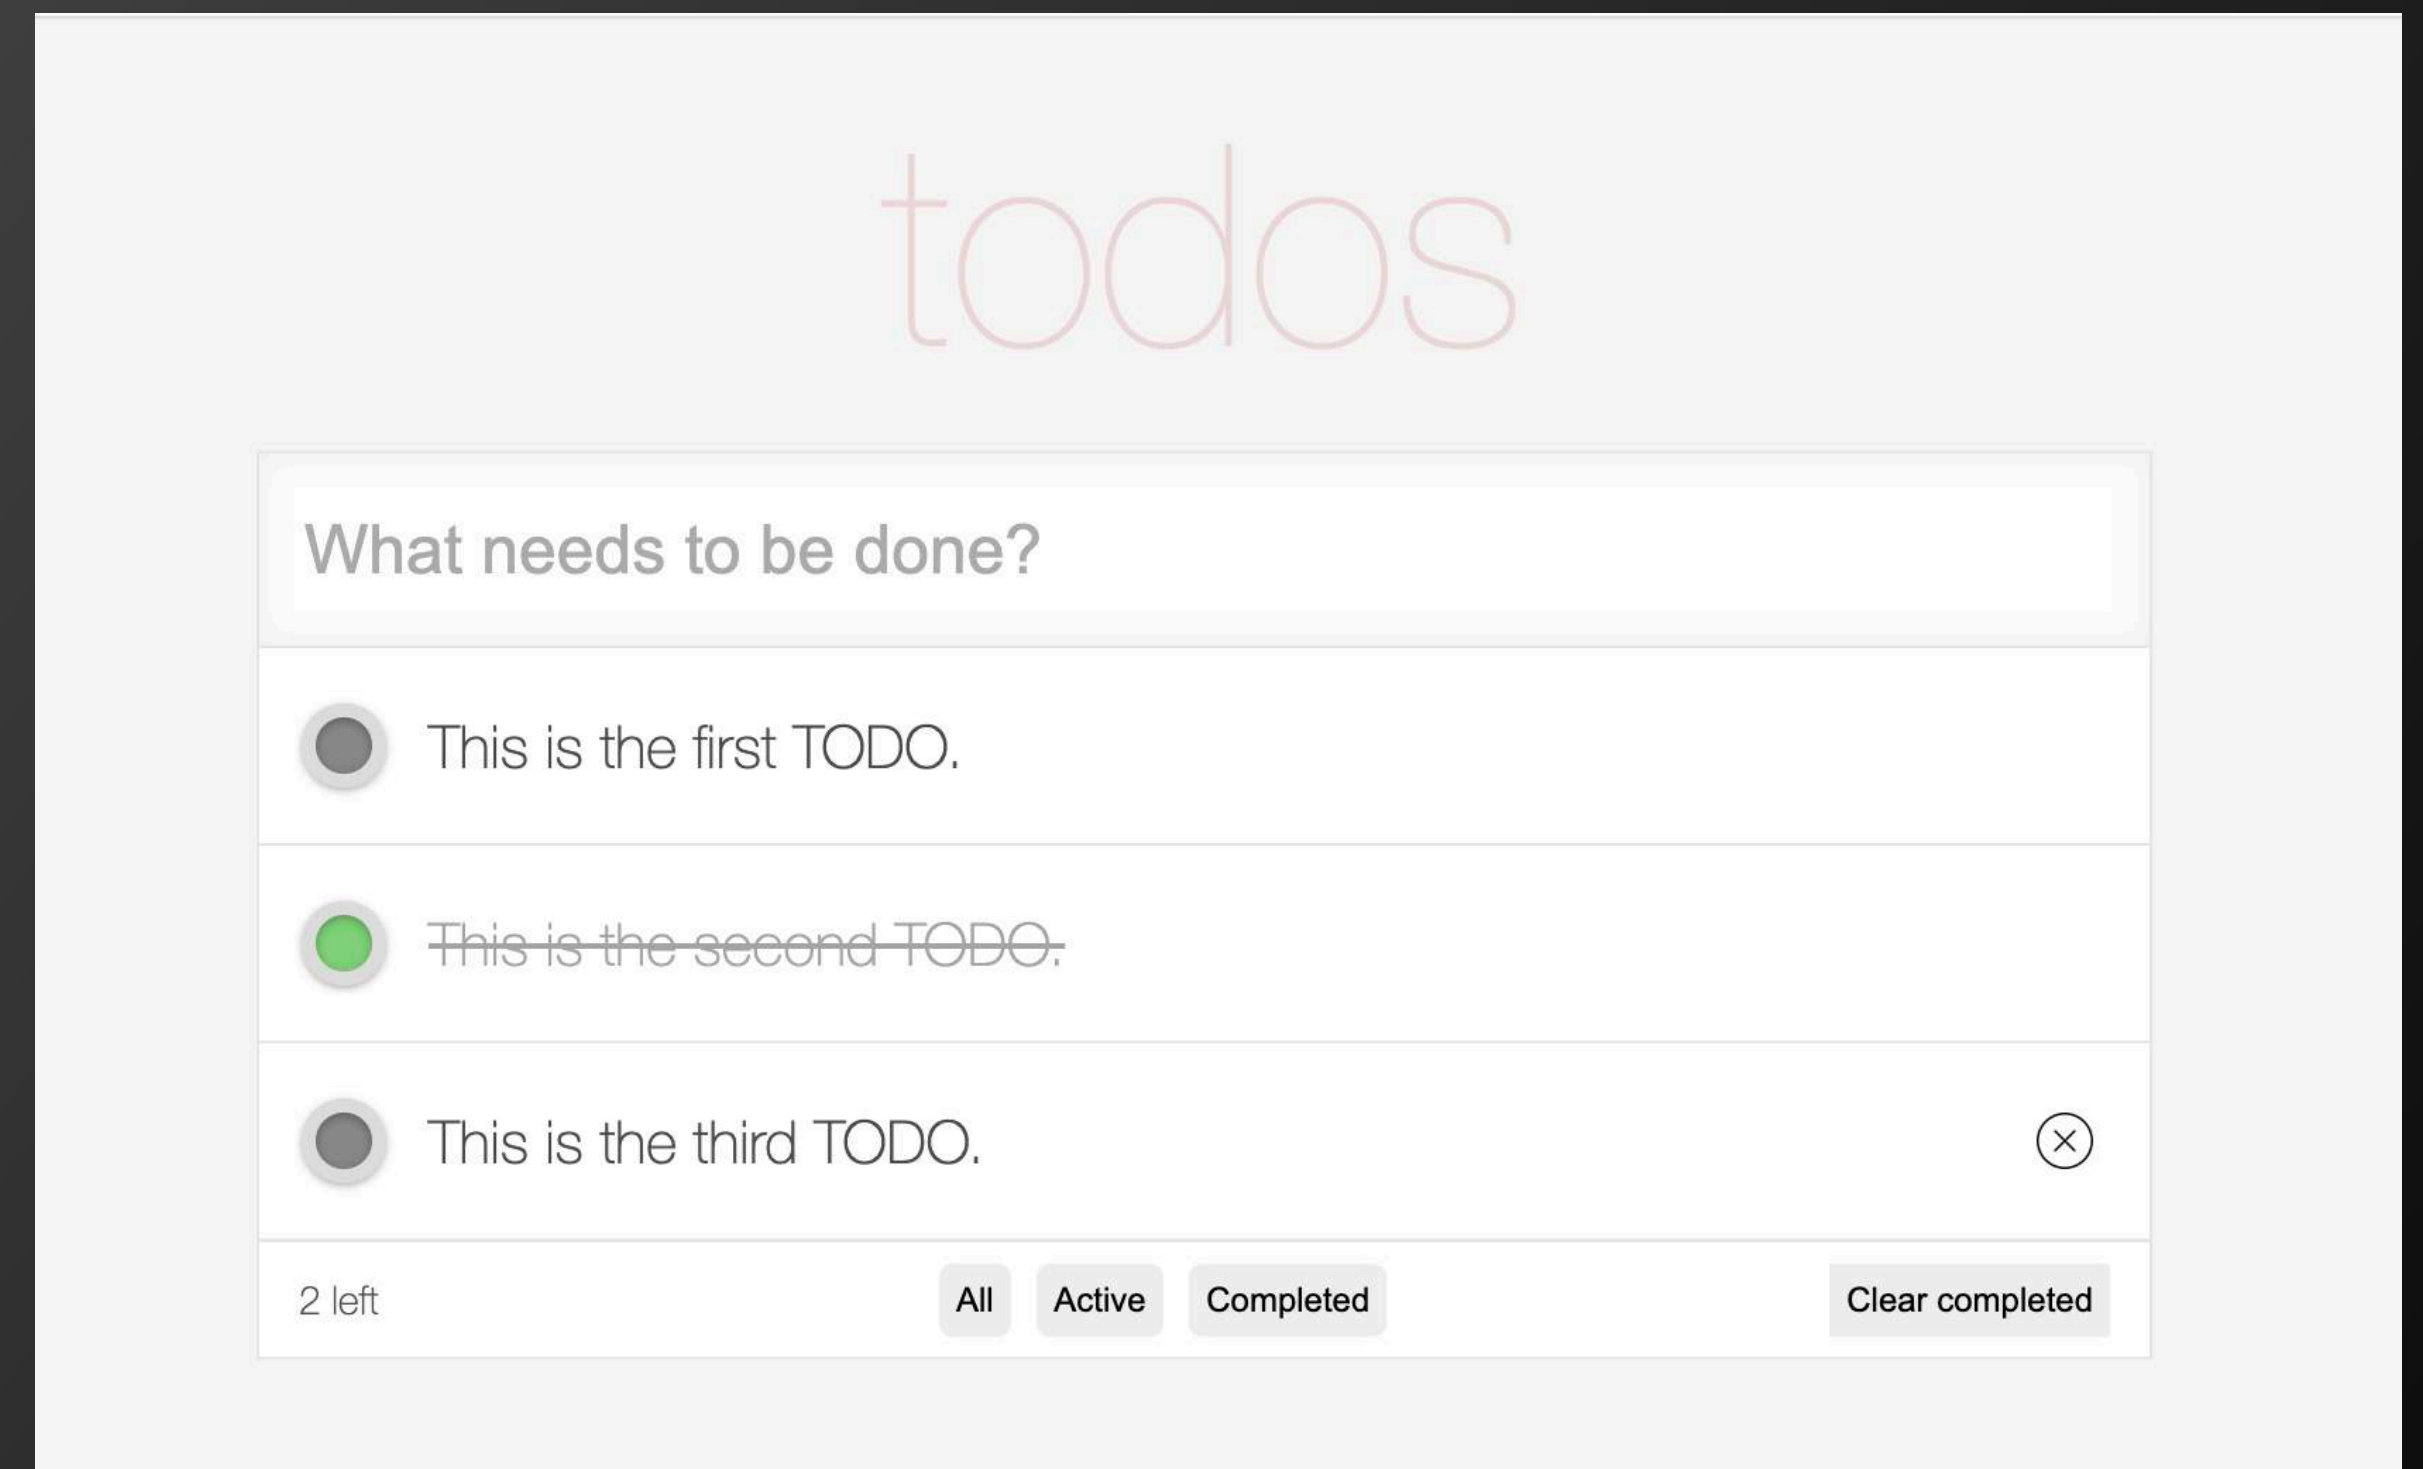 todos
What needs to be done?
This is the first TODO.
This is the second TODO.
This is the third TODO.
2 left All Active Completed Clear completed